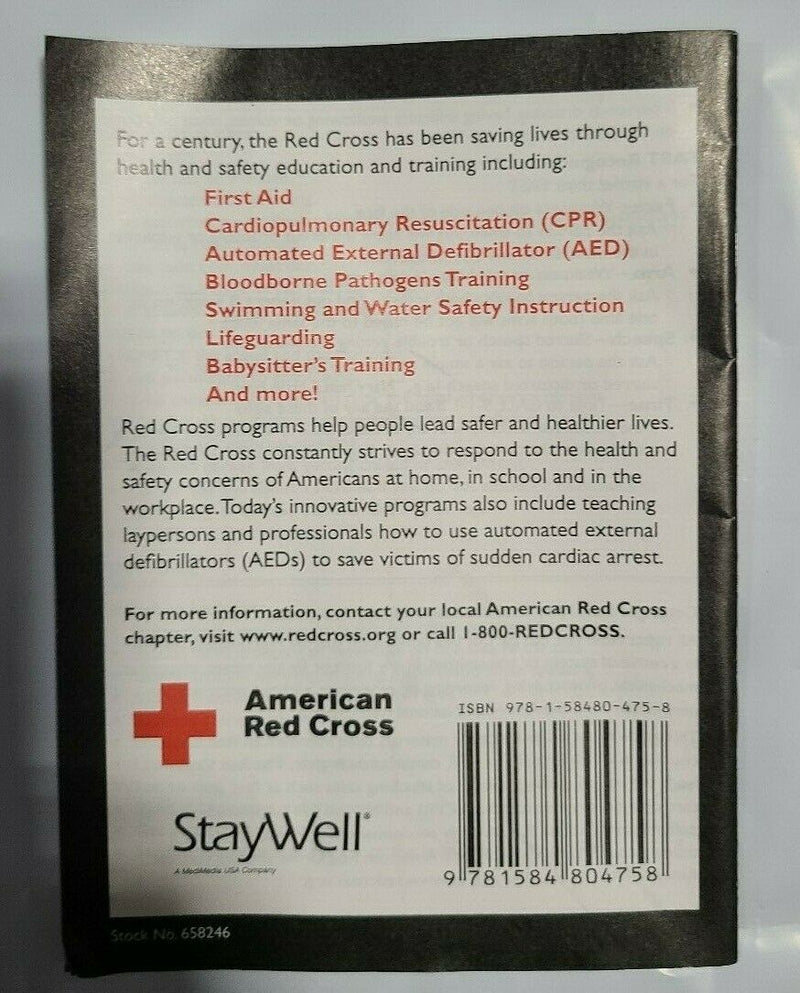 For a century, the Red Cross has been saving lives through
health and safety education and training including:
First Aid
Cardiopulmonary Resuscitation (CPR)
Automated External Defibrillator (AED)
Bloodborne Pathogens Training
Swimming and Water Safety Instruction
Lifeguarding
Babysitter's Training
And more!
Red Cross programs help people lead safer and healthier lives.
The Red Cross constantly strives to respond to the health and
safety concerns of Americans at home, in school and in the
workplace. Today's innovative programs also include teaching
laypersons and professionals how to use automated external
defibrillators (AEDs) to save victims of sudden cardiac arrest.
For more information, contact your local American Red Cross
chapter, visit www.redcross.org or call 1-800-REDCROSS.
American
Red Cross
ISBN 978-1-58480-475-8
StayWell®
A MediMedia USA Company
9 781584 804758
Stock No. 658246